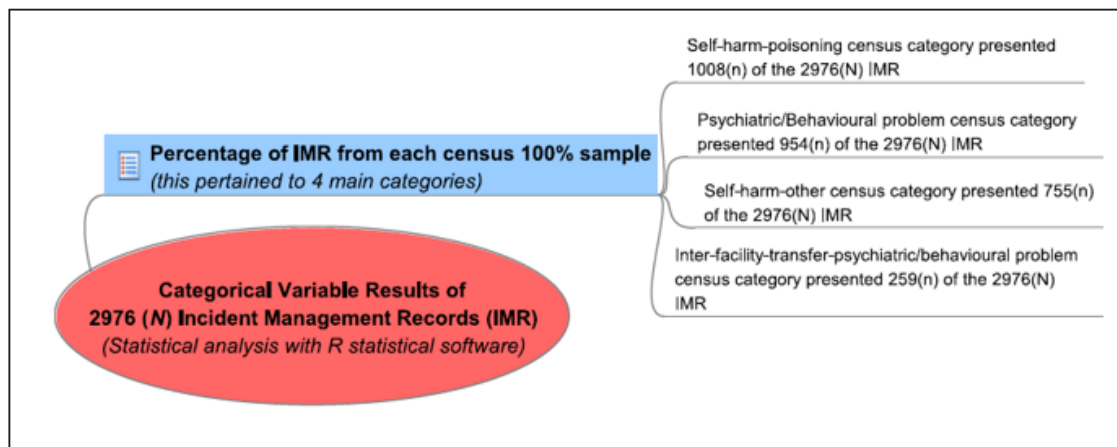 Self-harm-poisoning census category presented
1008(n) of the 2976(N) IMR
Psychiatric/Behavioural problem census category
presented 954(n) of the 2976(N) IMR
Percentage of IMR from each census 100% sample
(this pertained to 4 main categories)
Self-harm-other census category presented 755(n)
of the 2976(N) IMR
Inter-facility-transfer-psychiatric/behavioural problem
census category presented 259(n) of the 2976(N)
IMR
Categorical Variable Results of
2976 (N) Incident Management Records (IMR)
(Statistical analysis with R statistical software)